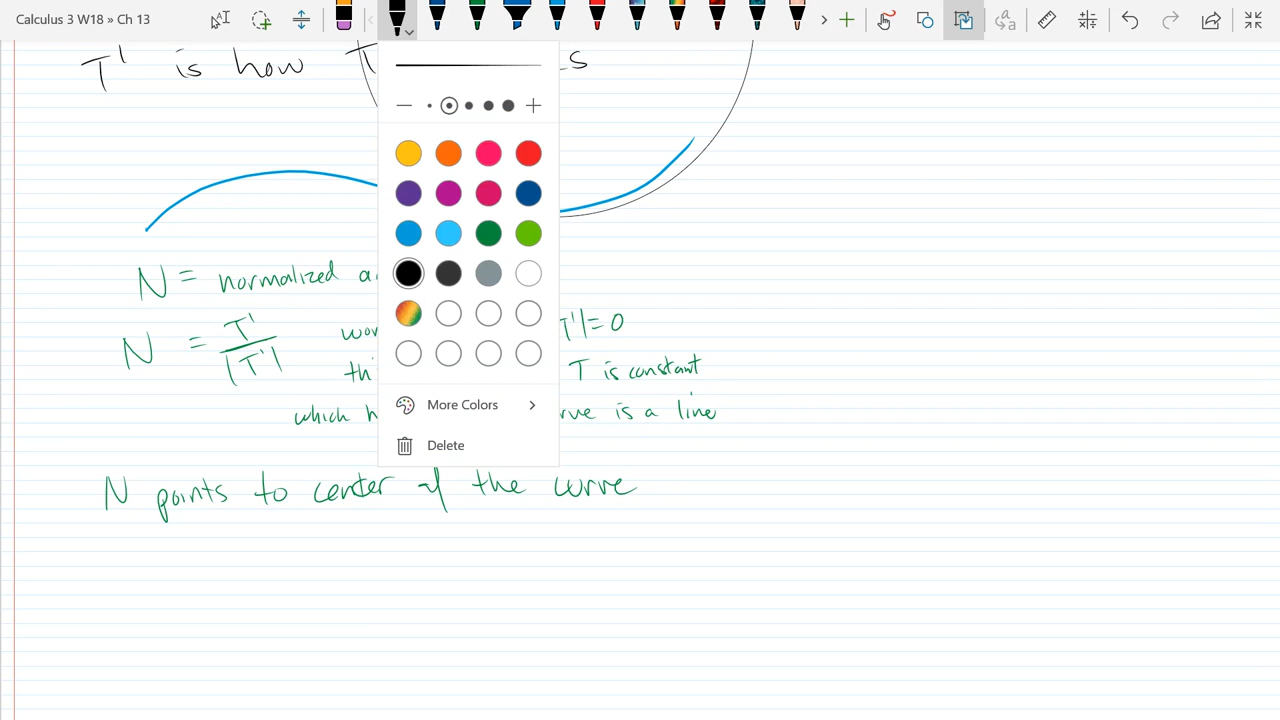 Calculus 3 W18 » Ch 13
T' is how T
N = normalized
N = T'/|T'| |T'|=0
T is constant
which is a line
More Colors
Delete
N points to center of the curve